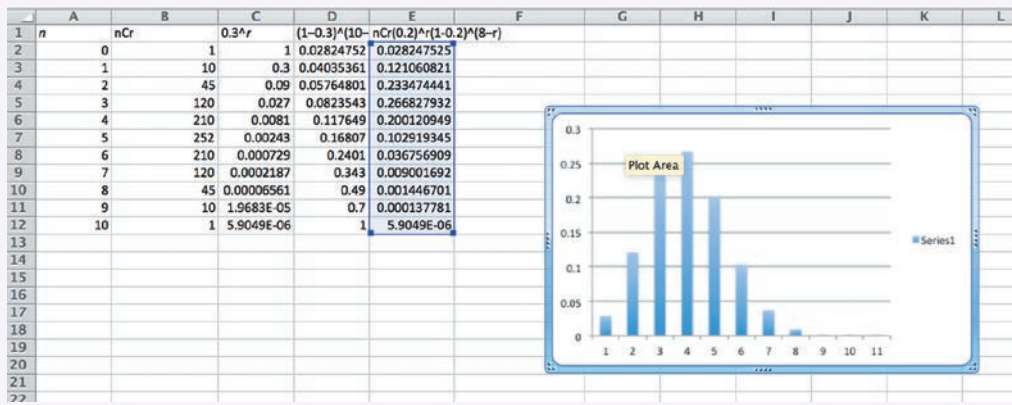 A B C D E F G H I J K L
1 n nCr 0.3^r (1–0.3)^(10– nCr(0.2)^r(1-0.2)^(8–r)
2 0 1 1 0.02824752 0.028247525
3 1 10 0.3 0.04035361 0.121060821
4 2 45 0.09 0.05764801 0.233474441
5 3 120 0.027 0.0823543 0.266827932
6 4 210 0.0081 0.117649 0.200120949
7 5 252 0.00243 0.16807 0.102919345
8 6 210 0.000729 0.2401 0.036756909
9 7 120 0.0002187 0.343 0.009001692
10 8 45 0.00006561 0.49 0.001446701
11 9 10 1.9683E-05 0.7 0.000137781
12 10 1 5.9049E-06 1 5.9049E-06
13
14
15
16
17
18
19
20
21
22
0.3
0.25
Plot Area
0.2
0.15
Series1
0.1
0.05
0
1 2 3 4 5 6 7 8 9 10 11